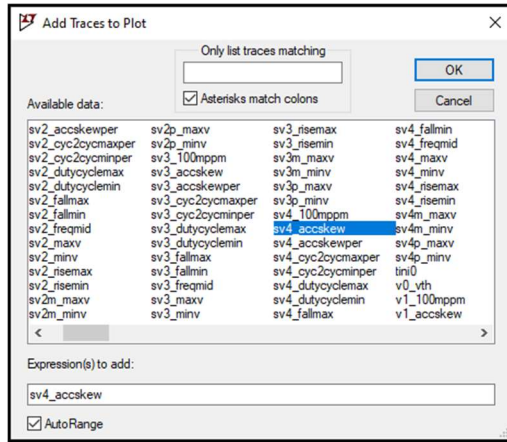 Add Traces to Plot
Only list traces matching
Asterisks match colons
OK
Cancel
Available data:
sv2_accskewper
sv2_cyc2cycmaxper
sv2_cyc2cycminper
sv2_dutycyclemax
sv2_dutycyclemin
sv2_fallmax
sv2_fallmin
sv2_freqmid
sv2_maxv
sv2_minv
sv2_risemax
sv2_risemin
sv2m_maxv
sv2m_minv
sv2p_maxv
sv2p_minv
sv3_100mppm
sv3_accskew
sv3_accskewper
sv3_cyc2cycmaxper
sv3_cyc2cycminper
sv3_dutycyclemax
sv3_dutycyclemin
sv3_fallmax
sv3_fallmin
sv3_freqmid
sv3_maxv
sv3_minv
sv3_risemax
sv3_risemin
sv3m_maxv
sv3m_minv
sv3p_maxv
sv3p_minv
sv4_100mppm
sv4_accskew
sv4_accskewper
sv4_cyc2cycmaxper
sv4_cyc2cycminper
sv4_dutycyclemax
sv4_dutycyclemin
sv4_fallmax
sv4_fallmin
sv4_freqmid
sv4_maxv
sv4_minv
sv4_risemax
sv4_risemin
sv4m_maxv
sv4m_minv
sv4p_maxv
sv4p_minv
tini0
v0_vth
v1_100mppm
v1_accskew
Expression(s) to add:
sv4_accskew
AutoRange